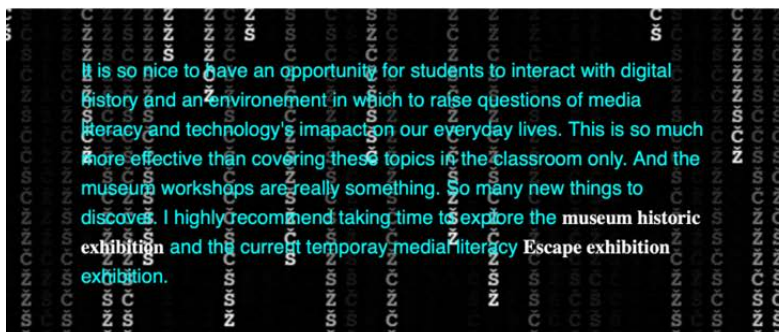 It is so nice to have an opportunity for students to interact with digital
history and an environement in which to raise questions of media
literacy and technology's imapact on our everyday lives. This is so much
more effective than covering these topics in the classroom only. And the
museum workshops are really something. So many new things to
discover. I highly recommend taking time to explore the museum historic
exhibition and the current temporay medial literacy Escape exhibition
exhibition.